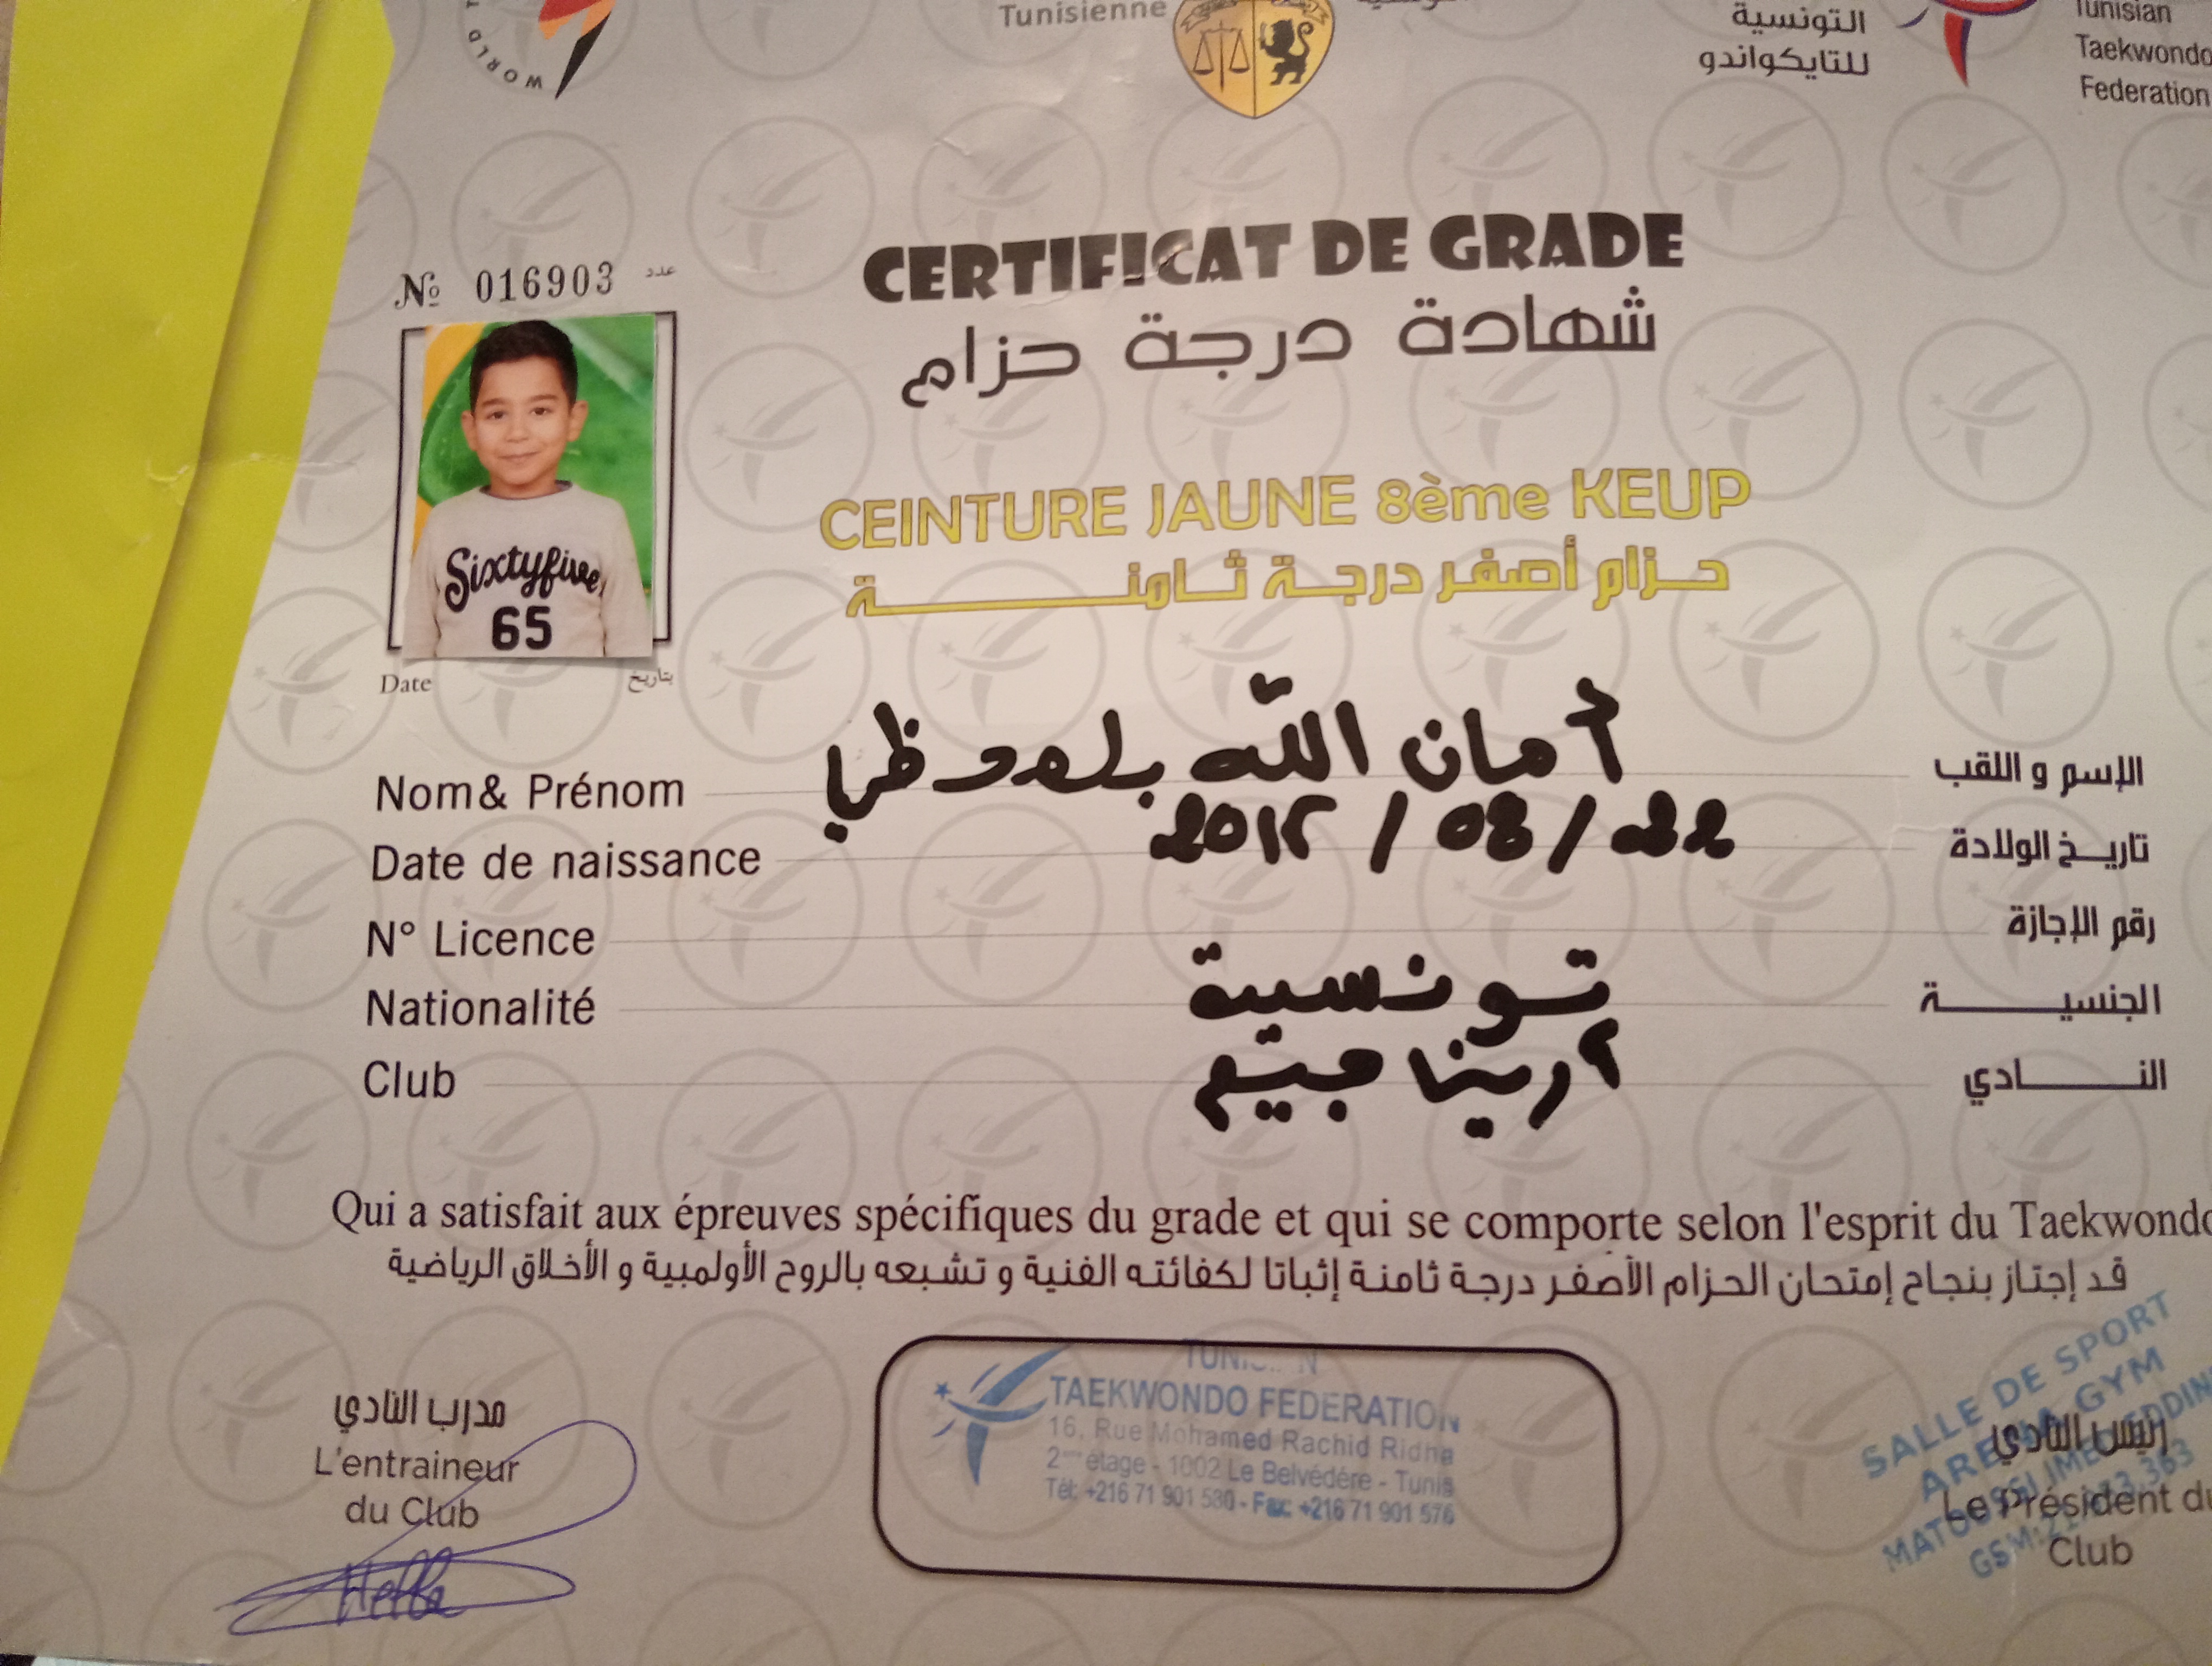 WORLD T
Tunisienne
التونسية
للتايكواندو
Tunisian
Taekwondo
Federation
CERTIFICAT DE GRADE
شهادة درجة حزام
№ 016903 عدد
Sixtyfive
65
CEINTURE JAUNE 8ème KEUP
حزام أصفر درجة ثامنة
Date بتاريخ
Nom& Prénom أمان الله الإسم و اللقب
Date de naissance 22 / 08 / 2012 تاريخ الولادة
N° Licence رقم الإجازة
Nationalité تونسية الجنسية
Club أرينا جيم النادي
Qui a satisfait aux épreuves spécifiques du grade et qui se comporte selon l'esprit du Taekwondo
قد إجتاز بنجاح إمتحان الحزام الأصفر درجة ثامنة إثباتا لكفائته الفنية و تشبعه بالروح الأولمبية و الأخلاق الرياضية
مدرب النادي
L'entraineur
du Club
TAEKWONDO FEDERATION
16, Rue Mohamed Rachid Ridha
2ème étage - 1002 Le Belvédère - Tunis
Tél: +216 71 901 580 - Fax: +216 71 901 576
SALLE DE SPORT
ARENA GYM
رئيس النادي
Le Président du
Club
GSM: